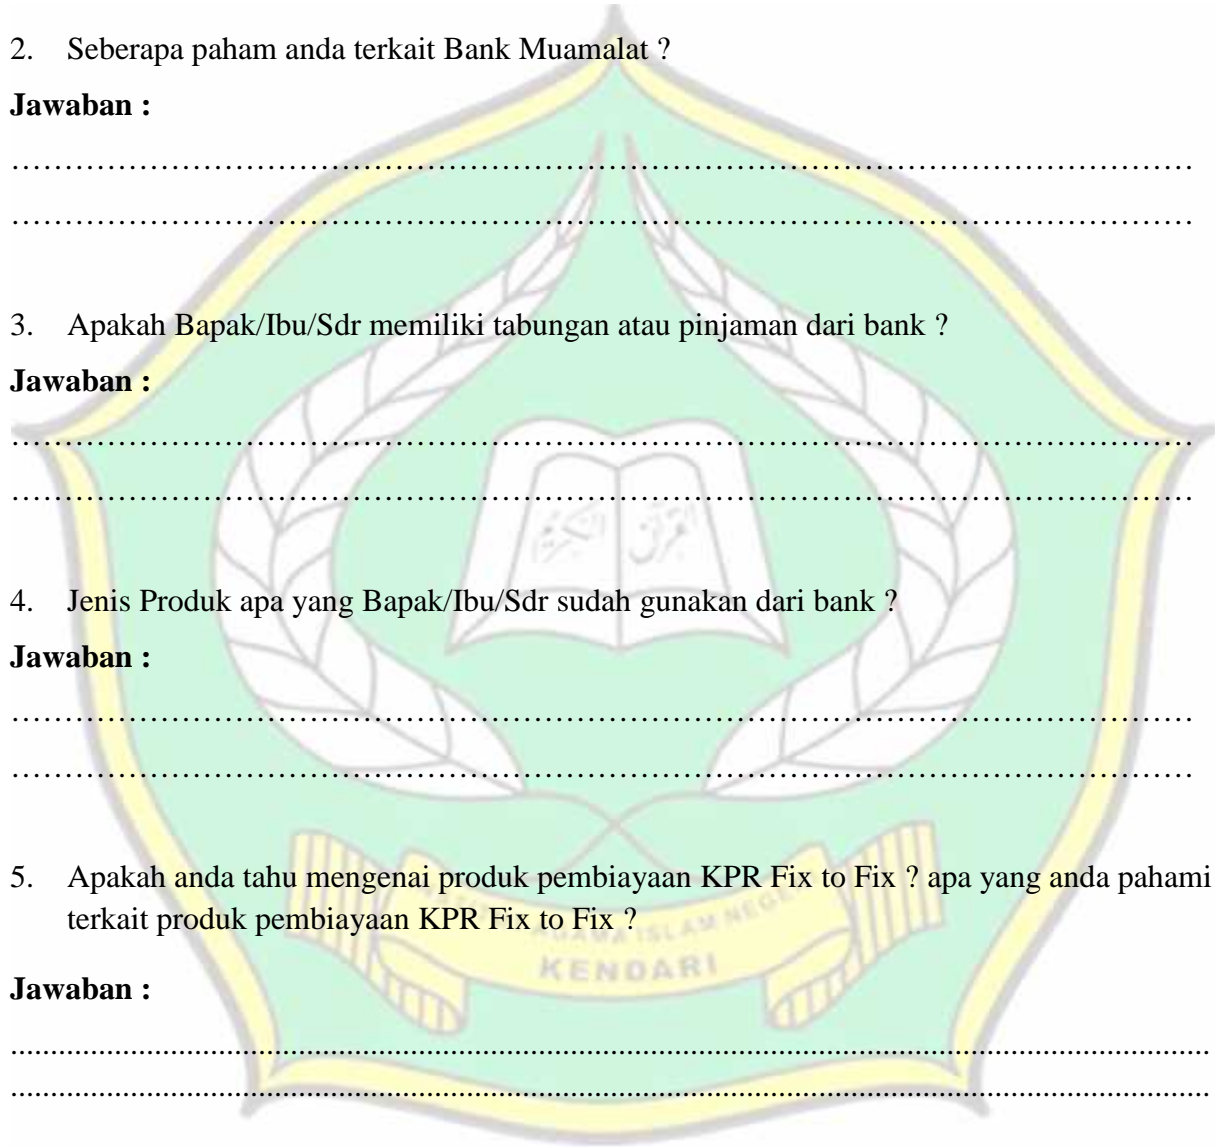 2. Seberapa paham anda terkait Bank Muamalat ?
Jawaban :
……………………………………………………………………………………………
……………………………………………………………………………………………
3. Apakah Bapak/Ibu/Sdr memiliki tabungan atau pinjaman dari bank ?
Jawaban :
……………………………………………………………………………………………
……………………………………………………………………………………………
4. Jenis Produk apa yang Bapak/Ibu/Sdr sudah gunakan dari bank ?
Jawaban :
……………………………………………………………………………………………
……………………………………………………………………………………………
5. Apakah anda tahu mengenai produk pembiayaan KPR Fix to Fix ? apa yang anda pahami
terkait produk pembiayaan KPR Fix to Fix ?
AGAMA ISLAM
KENDARI
Jawaban :
......................................................................................................................................................
......................................................................................................................................................